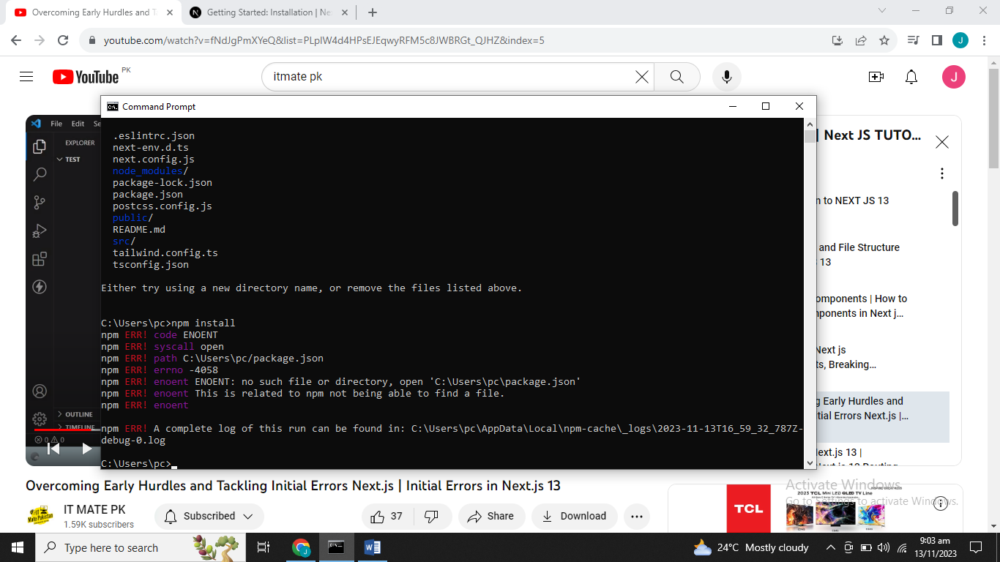 Overcoming Early Hurdles and Ta
Getting Started: Installation | Ne
youtube.com/watch?v=fNdJgPmXYeQ&list=PLplW4d4HPsEJEqwyRFM5c8JWBRGt_QJHZ&index=5
J
YouTube PK
itmate pk
J
Command Prompt
File Edit Se
EXPLORER
TEST
OUTLINE
TIMELINE
0 0
.eslintrc.json
next-env.d.ts
next.config.js
node_modules/
package-lock.json
package.json
postcss.config.js
public/
README.md
src/
tailwind.config.ts
tsconfig.json
Either try using a new directory name, or remove the files listed above.
C:\Users\pc>npm install
npm ERR! code ENOENT
npm ERR! syscall open
npm ERR! path C:\Users\pc/package.json
npm ERR! errno -4058
npm ERR! enoent ENOENT: no such file or directory, open 'C:\Users\pc\package.json'
npm ERR! enoent This is related to npm not being able to find a file.
npm ERR! enoent
npm ERR! A complete log of this run can be found in: C:\Users\pc\AppData\Local\npm-cache\_logs\2023-11-13T16_59_32_787Z-
debug-0.log
C:\Users\pc>
Next JS TUTO...
n to NEXT JS 13
and File Structure
13
omponents | How to
ponents in Next j...
Next js
ts, Breaking...
g Early Hurdles and
tial Errors Next.js |...
ext.js 13 |
Overcoming Early Hurdles and Tackling Initial Errors Next.js | Initial Errors in Next.js 13
IT MATE PK
1.59K subscribers
Subscribed
37
Share
Download
TCL
2023 TCL Mini LED QLED TV Line
Activate Windows
Go to Settings to activate Windows.
Type here to search
24°C Mostly cloudy
9:03 am
13/11/2023